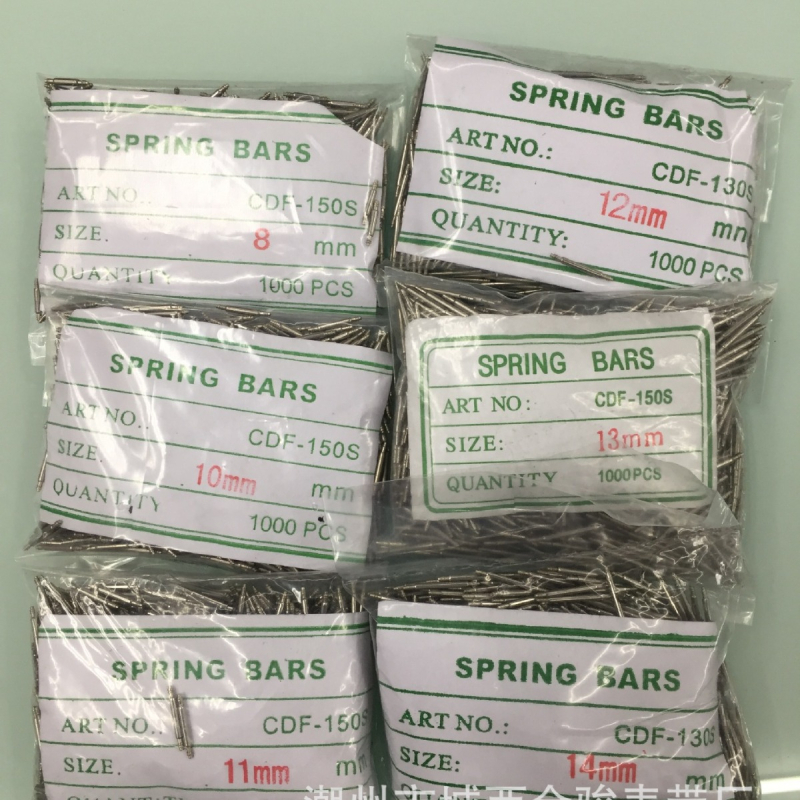 SPRING BARS
ART NO.:
CDF-150S
SIZE.
8 mm
QUANTITY
1000 PCS
SPRING BARS
ART NO.:
CDF-130S
SIZE:
12mm mm
QUANTITY:
1000 PCS
SPRING BARS
ART NO.
CDF-150S
SIZE.
10mm mm
QUANTITY
1000 PCS
SPRING BARS
ART NO: CDF-150S
SIZE: 13mm
QUANTITY 1000PCS
SPRING BARS
ART NO.: CDF-150S
SIZE. 11mm mm
SPRING BARS
ART NO.: CDF-130S
SIZE: 14mm mm